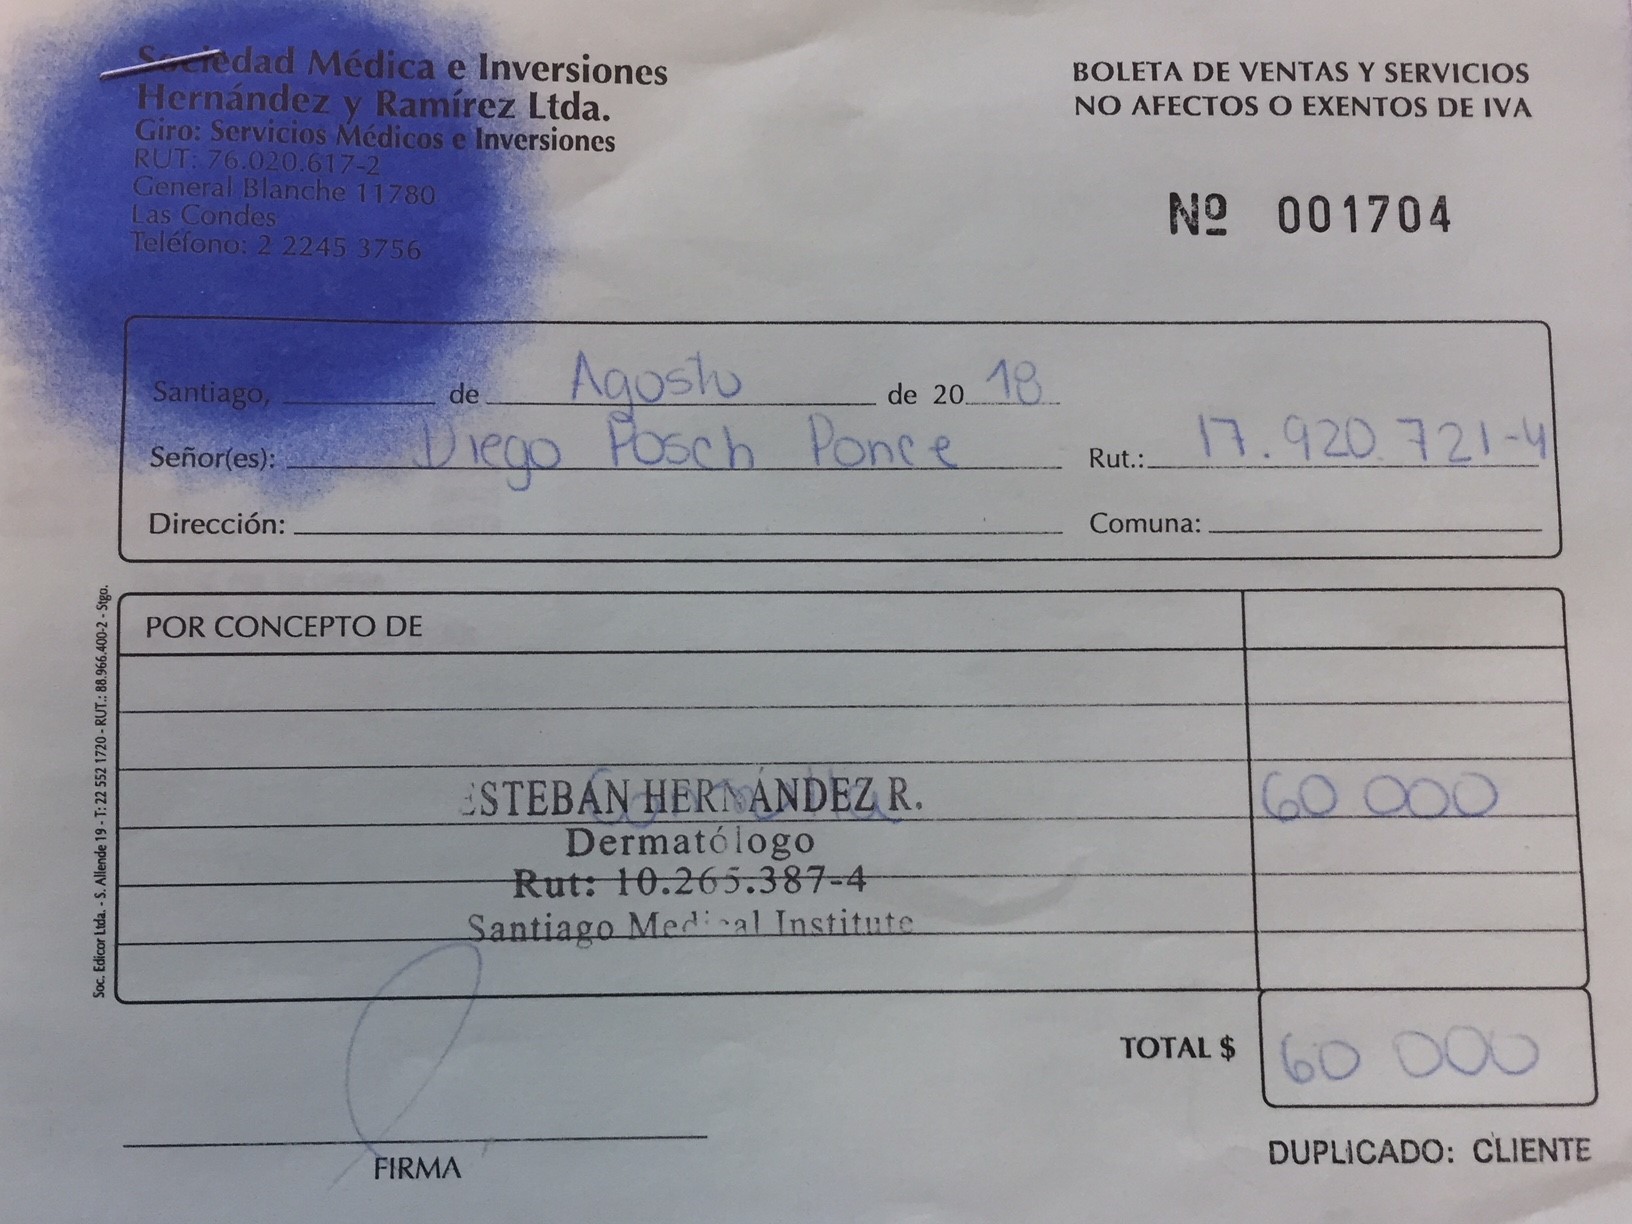 Sociedad Médica e Inversiones
Hernández y Ramírez Ltda.
Giro: Servicios Médicos e Inversiones
RUT: 76.020.617-2
General Blanche 11780
Las Condes
Teléfono: 2 2245 3756
BOLETA DE VENTAS Y SERVICIOS
NO AFECTOS O EXENTOS DE IVA
Nº 001704
Santiago, de Agosto de 2018
Señor(es): Diego Posch Ponce Rut.: 17.920.721-4
Dirección: Comuna:
POR CONCEPTO DE
ESTEBÁN HERNÁNDEZ R. 60 000
Dermatólogo
Rut: 10.265.387-4
Santiago Medical Institute
TOTAL $ 60 000
FIRMA
DUPLICADO: CLIENTE
Soc. Edicor Ltda. - S. Allende 19 - T: 22 552 1720 - RUT.: 88.966.400-2 - Stgo.